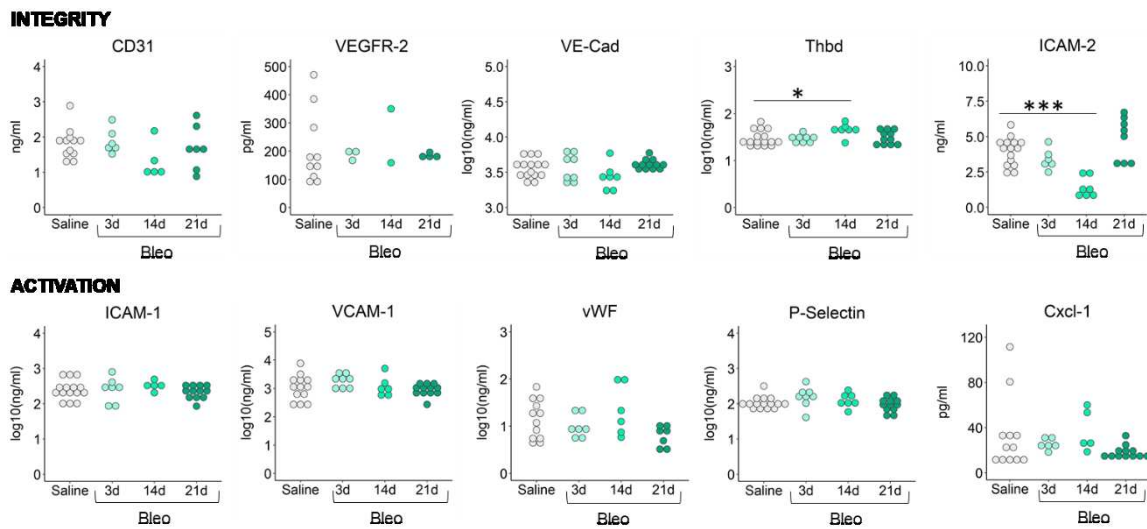 INTEGRITY
CD31
VEGFR-2
VE-Cad
Thbd
ICAM-2
4
3
2
1
0
ng/ml
500
400
300
200
100
0
pg/ml
5.0
4.5
4.0
3.5
3.0
log10(ng/ml)
3
2
1
0
log10(ng/ml)
*
10.0
7.5
5.0
2.5
0.0
ng/ml
***
Saline 3d 14d 21d
Bleo
Saline 3d 14d 21d
Bleo
Saline 3d 14d 21d
Bleo
Saline 3d 14d 21d
Bleo
Saline 3d 14d 21d
Bleo
ACTIVATION
ICAM-1
VCAM-1
vWF
P-Selectin
Cxcl-1
4
3
2
1
0
log10(ng/ml)
5
4
3
2
1
0
log10(ng/ml)
3
2
1
0
log10(ng/ml)
4
3
2
1
0
log10(ng/ml)
120
80
40
0
pg/ml
Saline 3d 14d 21d
Bleo
Saline 3d 14d 21d
Bleo
Saline 3d 14d 21d
Bleo
Saline 3d 14d 21d
Bleo
Saline 3d 14d 21d
Bleo